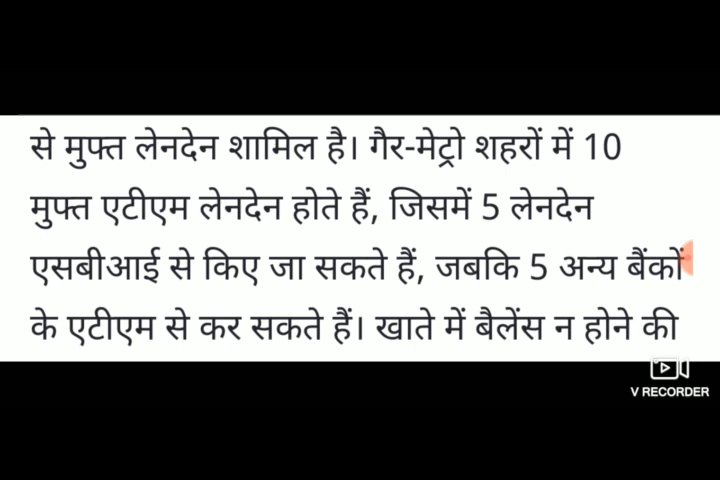 से मुफ्त लेनदेन शामिल है। गैर-मेट्रो शहरों में 10
मुफ्त एटीएम लेनदेन होते हैं, जिसमें 5 लेनदेन
एसबीआई से किए जा सकते हैं, जबकि 5 अन्य बैंकों
के एटीएम से कर सकते हैं। खाते में बैलेंस न होने की
V RECORDER